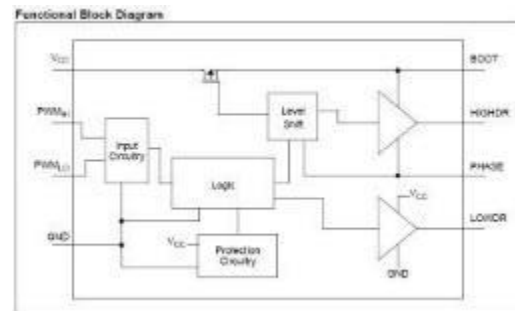 Functional Block Diagram
VCC
BOOT
PWMHI
HIGHDR
Level
Shift
Input
Circuitry
PWMLO
Logic
PHASE
VCC
LOWDR
GND
VCC
Protection
Circuitry
GND